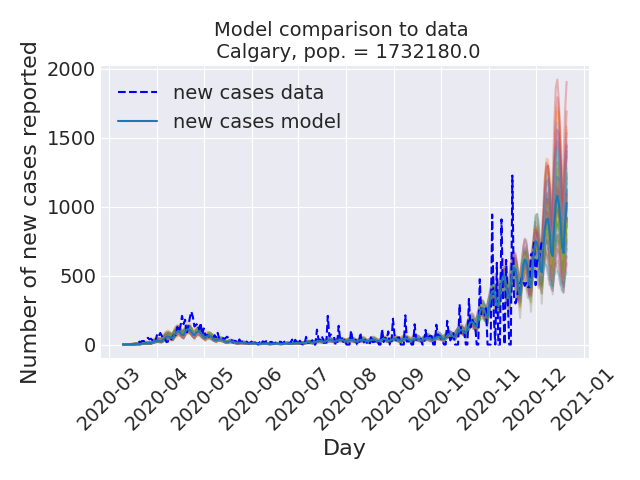 Model comparison to data
Calgary, pop. = 1732180.0
Number of new cases reported
2000
1500
1000
500
0
new cases data
new cases model
2020-03
2020-04
2020-05
2020-06
2020-07
2020-08
2020-09
2020-10
2020-11
2020-12
2021-01
Day